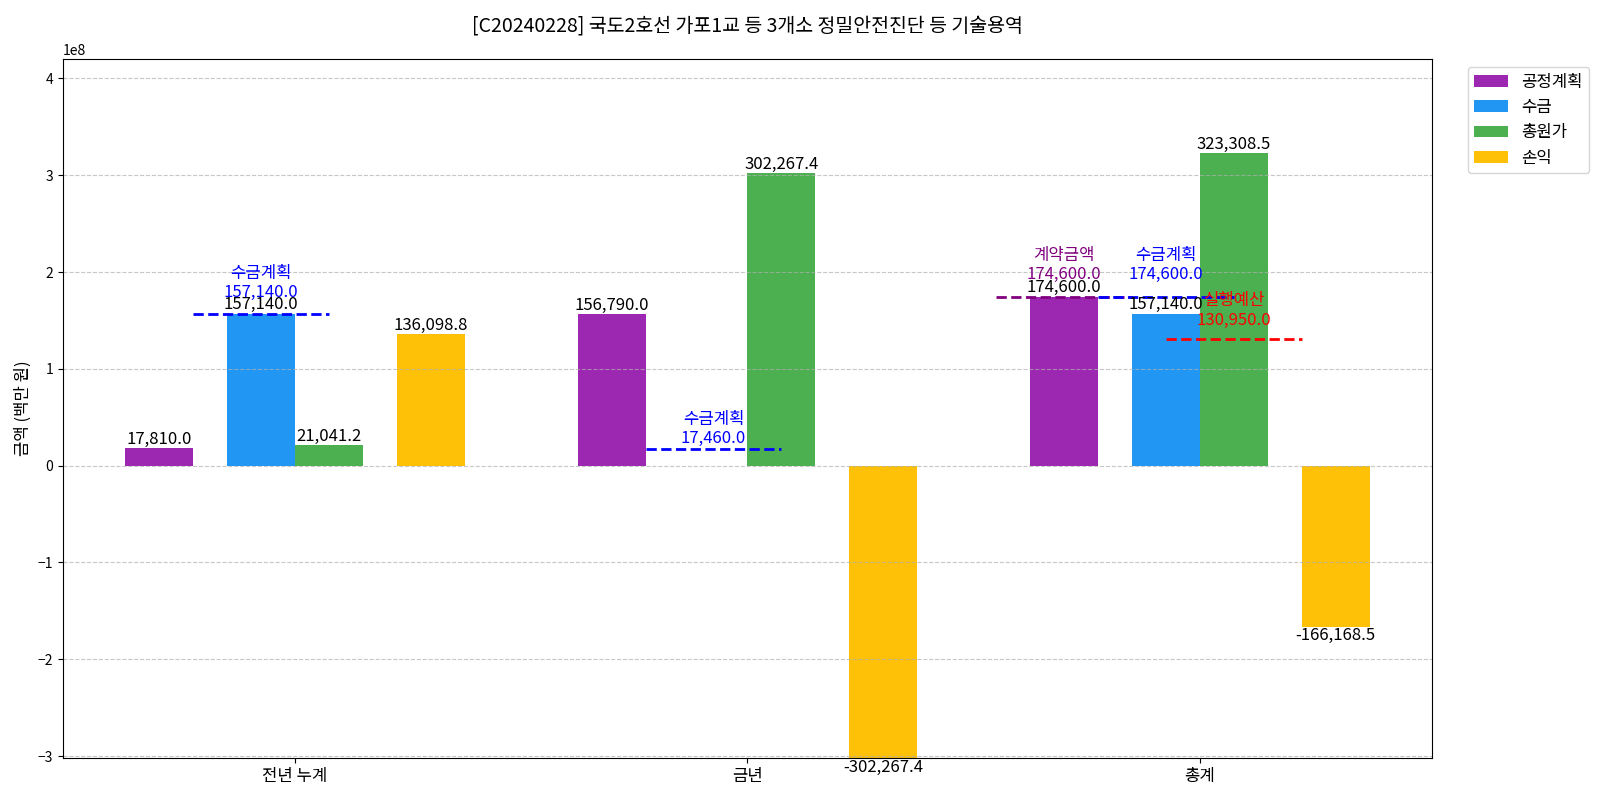 [C20240228] 국도2호선 가포1교 등 3개소 정밀안전진단 등 기술용역
1e8
금액 (백만 원)
4
3
2
1
0
−1
−2
−3
17,810.0
수금계획
157,140.0
157,140.0
21,041.2
136,098.8
156,790.0
수금계획
17,460.0
302,267.4
-302,267.4
계약금액
174,600.0
174,600.0
수금계획
174,600.0
157,140.0
323,308.5
실행예산
130,950.0
-166,168.5
전년 누계
금년
총계
공정계획
수금
총원가
손익